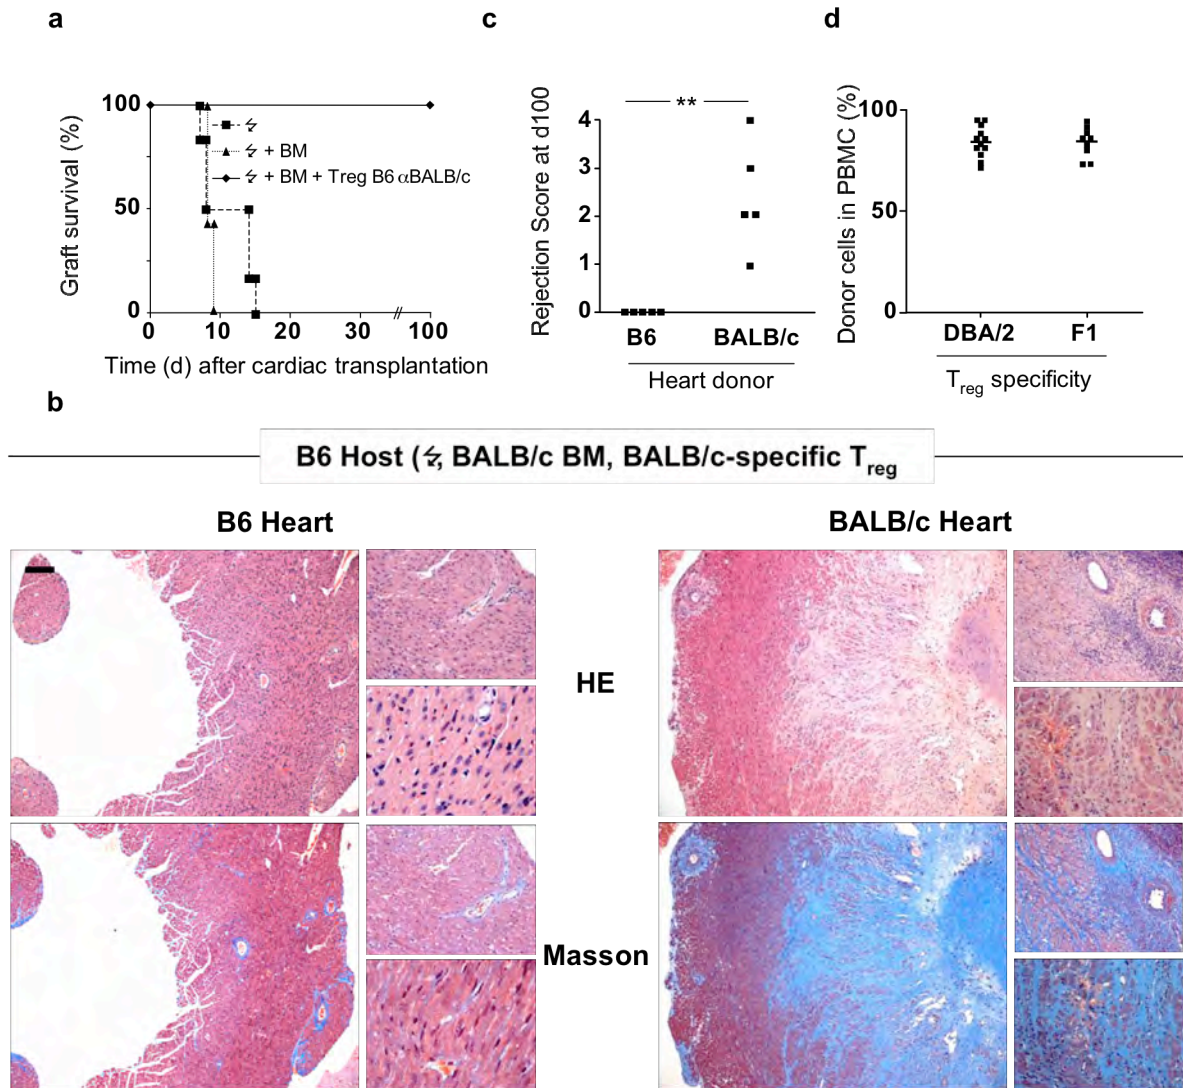 a
Graft survival (%)
100
50
0
↯
↯ + BM
↯ + BM + Treg B6 αBALB/c
0 10 20 30 // 100
Time (d) after cardiac transplantation
c
Rejection Score at d100
**
4
3
2
1
0
B6 BALB/c
Heart donor
d
Donor cells in PBMC (%)
100
50
0
DBA/2 F1
Treg specificity
b
B6 Host (↯, BALB/c BM, BALB/c-specific Treg
B6 Heart
BALB/c Heart
HE
Masson